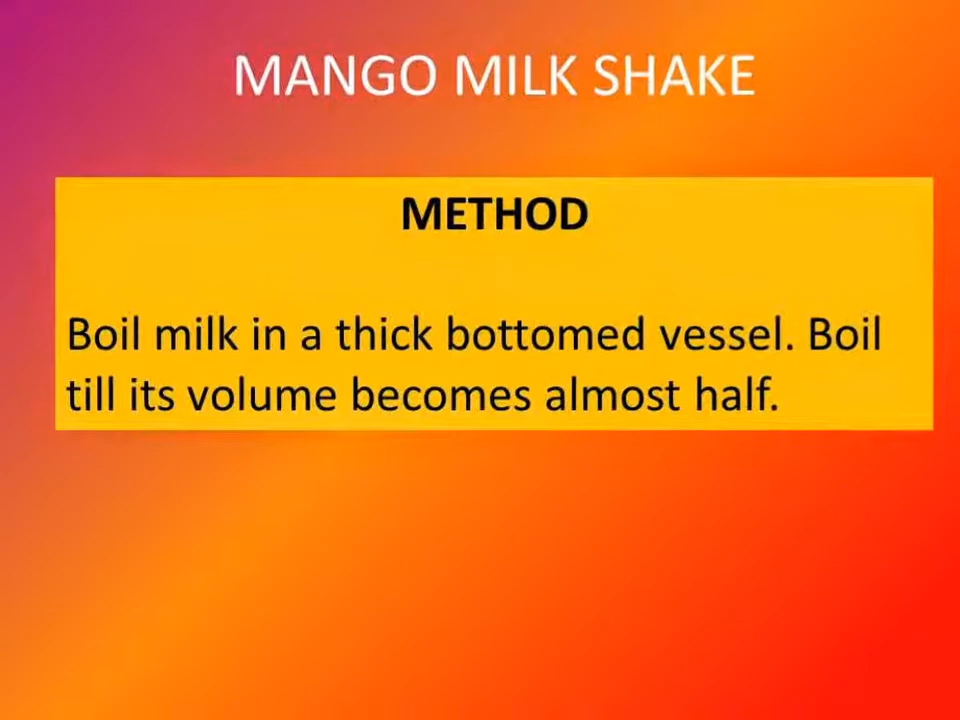 MANGO MILK SHAKE
METHOD
Boil milk in a thick bottomed vessel. Boil
till its volume becomes almost half.